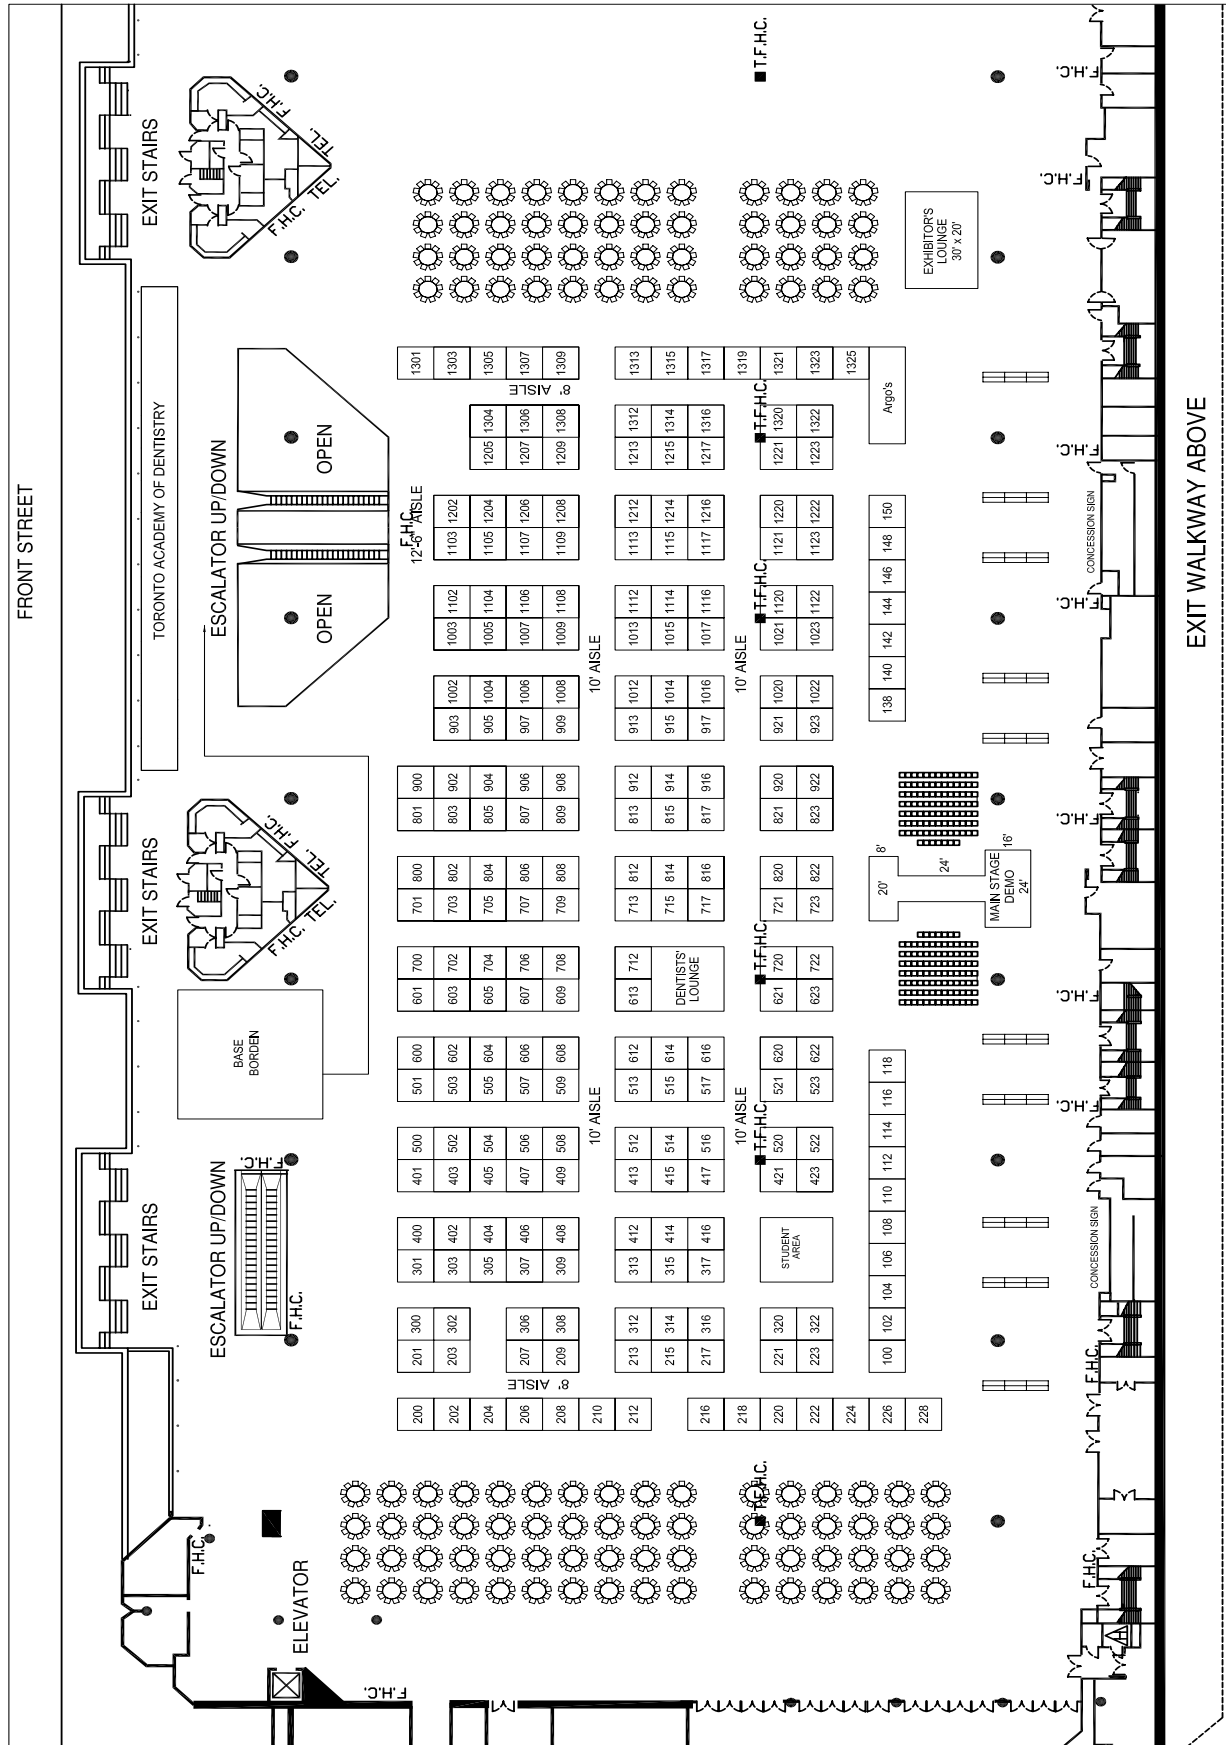 FRONT STREET
EXIT WALKWAY ABOVE
EXIT STAIRS
F.H.C.
TEL.
F.H.C. TEL.
T.F.H.C.
F.H.C.
F.H.C.
EXHIBITOR'S
LOUNGE
30' x 20'
TORONTO ACADEMY OF DENTISTRY
ESCALATOR UP/DOWN
OPEN
OPEN
1301 1303 1305 1307 1309 1313 1315 1317 1319 1321 1323 1325
8' AISLE
Argo's
T.F.H.C.
1304 1306 1308 1312 1314 1316 1320 1322
1205 1207 1209 1213 1215 1217 1221 1223
F.H.C.
12'-6" AISLE
F.H.C.
CONCESSION SIGN
1202 1204 1206 1208 1212 1214 1216 1220 1222 150
1103 1105 1107 1109 1113 1115 1117 1121 1123 148
146
1102 1104 1106 1108 1112 1114 1116 1120 1122 144
T.F.H.C.
F.H.C.
1003 1005 1007 1009 1013 1015 1017 1021 1023 142
10' AISLE
10' AISLE
140
1002 1004 1006 1008 1012 1014 1016 1020 1022 138
903 905 907 909 913 915 917 921 923
900 902 904 906 908 912 914 916 920 922
801 803 805 807 809 813 815 817 821 823
EXIT STAIRS
TEL. F.H.C.
TEL.
F.H.C. TEL.
F.H.C.
8'
20'
24'
16'
MAIN STAGE
DEMO
24'
800 802 804 806 808 812 814 816 820 822
701 703 705 707 709 713 715 717 721 723
T.F.H.C.
700 702 704 706 708 712 720 722
DENTISTS'
LOUNGE
601 603 605 607 609 613 621 623
F.H.C.
BASE
BORDEN
600 602 604 606 608 612 614 616 620 622 118
501 503 505 507 509 513 515 517 521 523 116
10' AISLE
10' AISLE
F.H.C.
T.F.H.C.
114
500 502 504 506 508 512 514 516 520 522 112
401 403 405 407 409 413 415 417 421 423 110
EXIT STAIRS
ESCALATOR UP/DOWN
F.H.C.
F.H.C.
400 402 404 406 408 412 414 416 108
STUDENT
AREA
301 303 305 307 309 313 315 317 106
CONCESSION SIGN
104
300 302 306 308 312 314 316 320 322 102
201 203 207 209 213 215 217 221 223 100
F.H.C.
8' AISLE
200 202 204 206 208 210 212 216 218 220 222 224 226 228
T.F.H.C.
F.H.C.
F.H.C.
ELEVATOR
F.H.C.